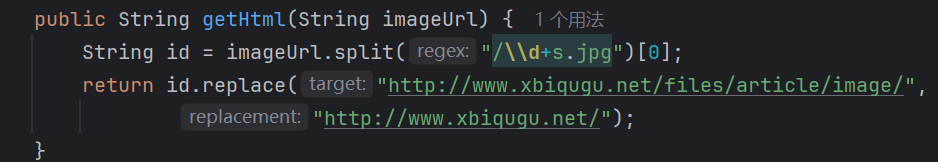 public String getHtml(String imageUrl) { 1个用法
String id = imageUrl.split( regex: "/\\d+s.jpg")[0];
return id.replace( target: "http://www.xbiqugu.net/files/article/image/",
replacement: "http://www.xbiqugu.net/");
}